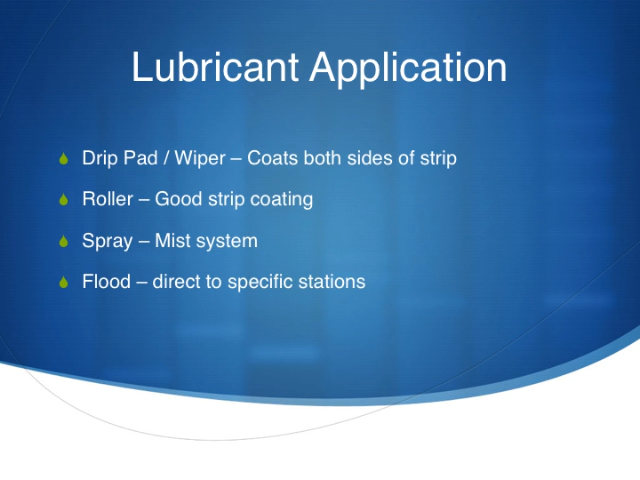 Lubricant Application
Drip Pad / Wiper – Coats both sides of strip
Roller – Good strip coating
Spray – Mist system
Flood – direct to specific stations